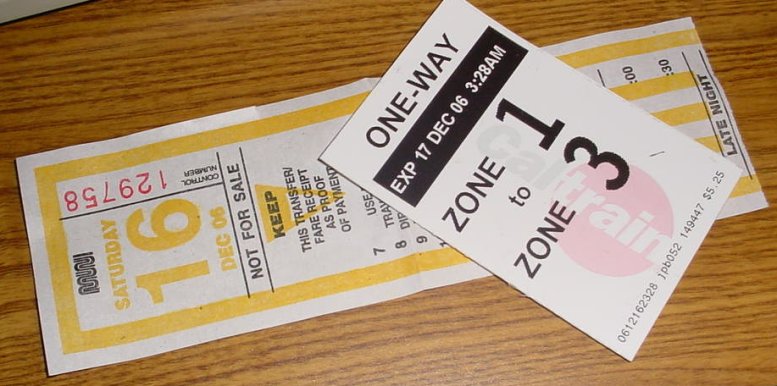 muni
SATURDAY
16
DEC 06
129758
CONTROL
NUMBER
NOT FOR SALE
KEEP
THIS TRANSFER/
FARE RECEIPT
AS PROOF
OF PAYMENT
7
8
9
:00
:30
LATE NIGHT
ONE-WAY
EXP 17 DEC 06 3:28AM
ZONE 1
to
ZONE 3
caltrain
0612162328 jpb052 149447 $5.25